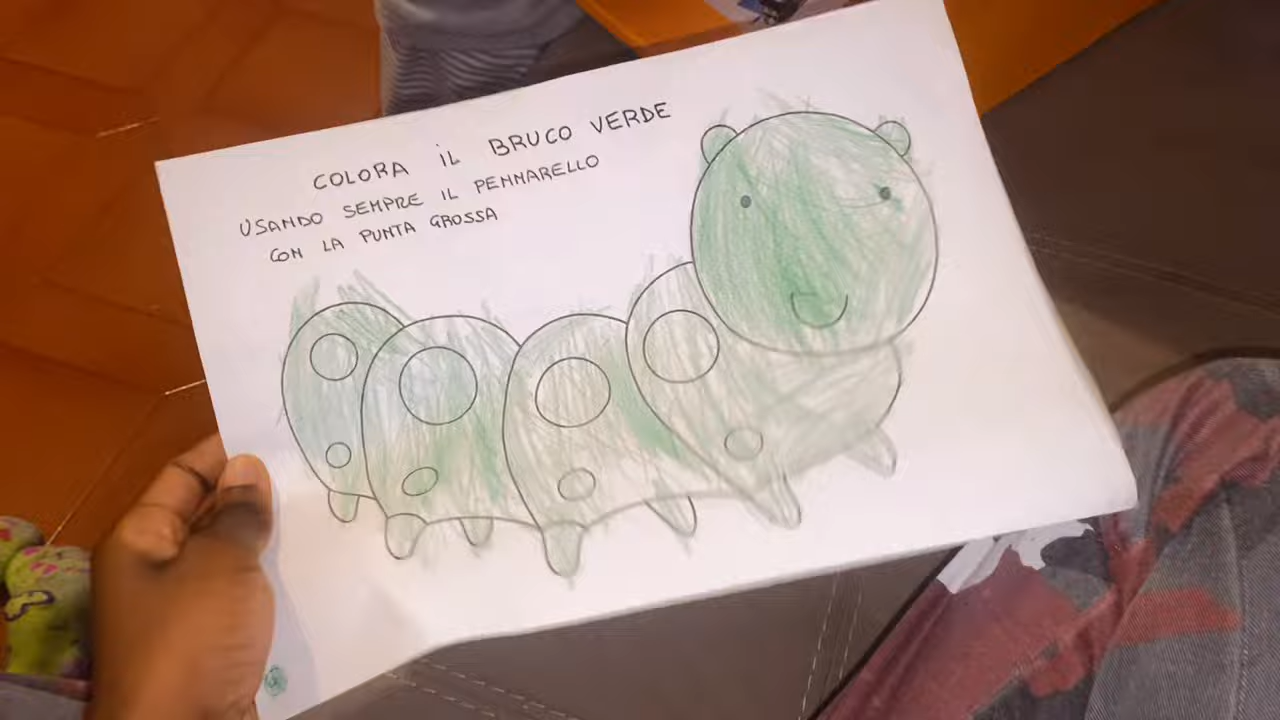 COLORA iL BRUCO VERDE
USANDO SEMPRE IL PENNARELLO
CON LA PUNTA GROSSA